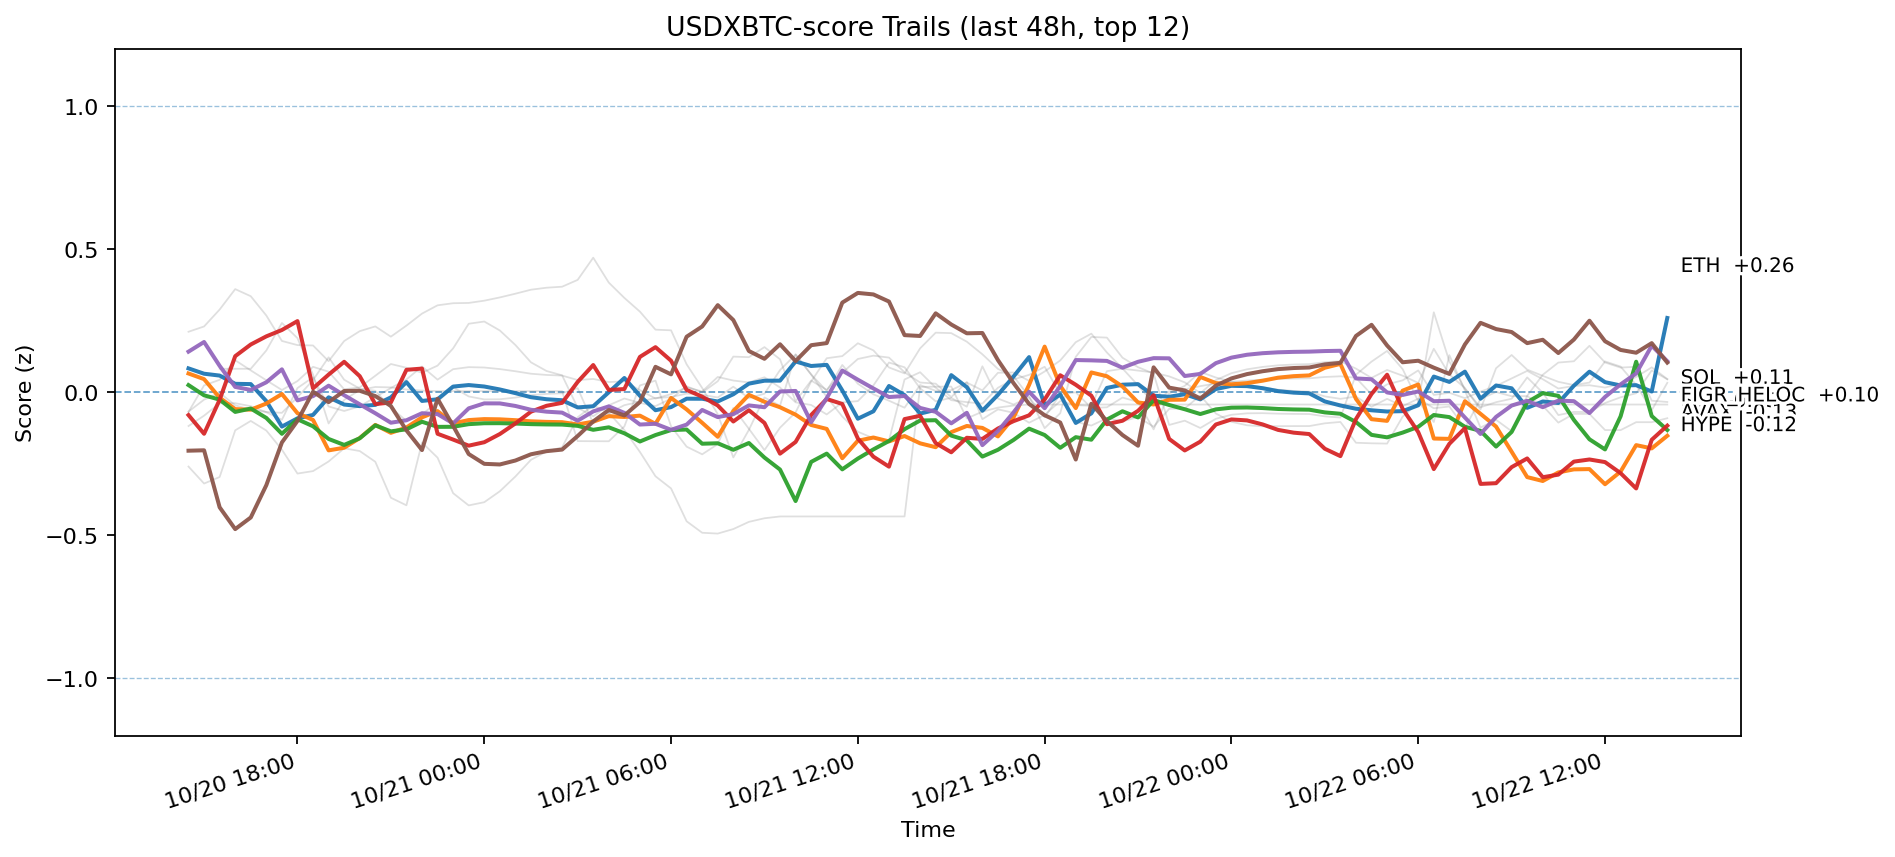 USDXBTC-score Trails (last 48h, top 12)
Score (z)
1.0
0.5
0.0
−0.5
−1.0
ETH +0.26
SOL +0.11
FIGR_HELOC +0.10
HYPE -0.12
10/20 18:00
10/21 00:00
10/21 06:00
10/21 12:00
10/21 18:00
10/22 00:00
10/22 06:00
10/22 12:00
Time